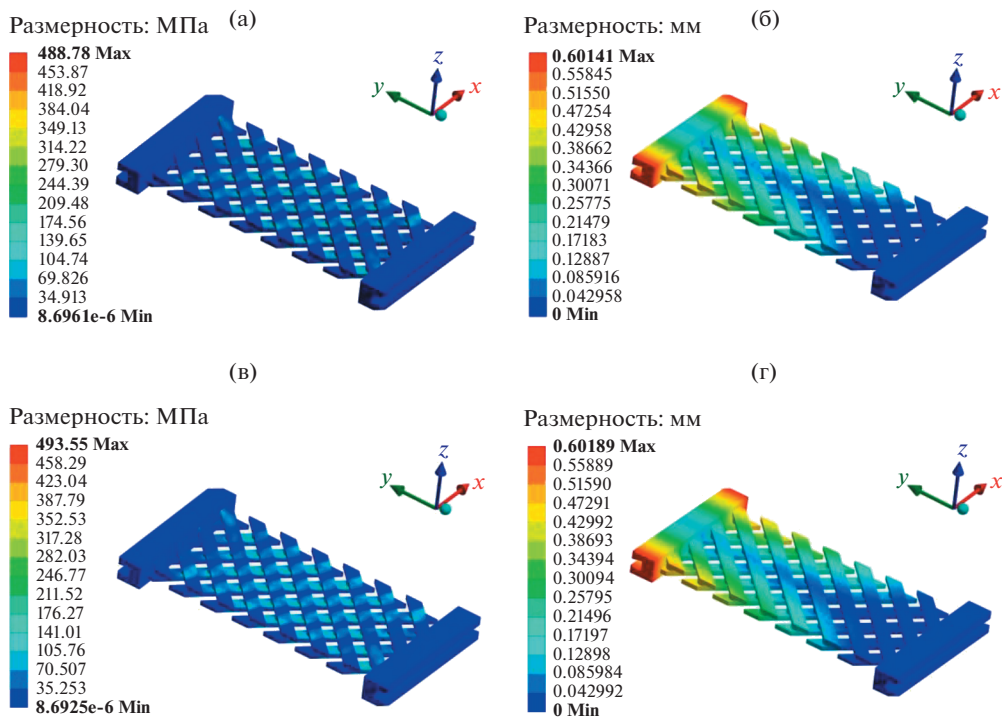 (а)
Размерность: МПа
488.78 Max
453.87
418.92
384.04
349.13
314.22
279.30
244.39
209.48
174.56
139.65
104.74
69.826
34.913
8.6961e-6 Min
z
y
x
(б)
Размерность: мм
0.60141 Max
0.55845
0.51550
0.47254
0.42958
0.38662
0.34366
0.30071
0.25775
0.21479
0.17183
0.12887
0.085916
0.042958
0 Min
z
y
x
(в)
Размерность: МПа
493.55 Max
458.29
423.04
387.79
352.53
317.28
282.03
246.77
211.52
176.27
141.01
105.76
70.507
35.253
8.6925e-6 Min
z
y
x
(г)
Размерность: мм
0.60189 Max
0.55889
0.51590
0.47291
0.42992
0.38693
0.34394
0.30094
0.25795
0.21496
0.17197
0.12898
0.085984
0.042992
0 Min
z
y
x